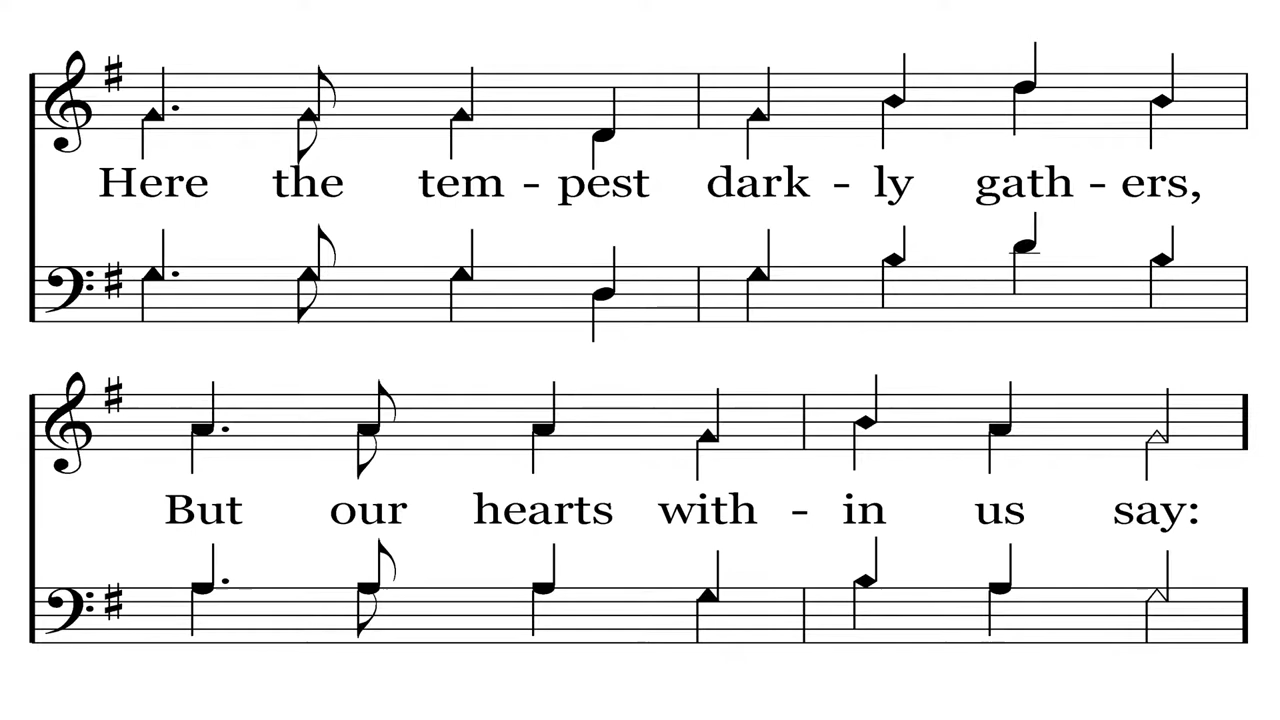 Here the tem - pest dark - ly gath - ers,
But our hearts with - in us say: